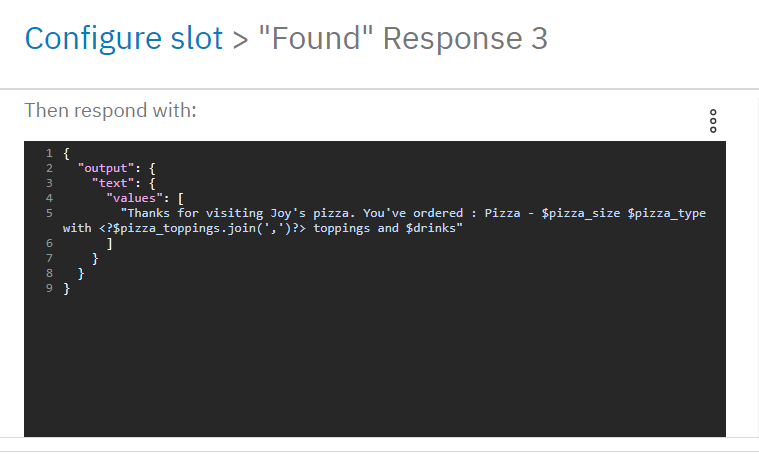 Configure slot > "Found" Response 3
Then respond with:
1 {
2 "output": {
3 "text": {
4 "values": [
5 "Thanks for visiting Joy's pizza. You've ordered : Pizza - $pizza_size $pizza_type
with <?$pizza_toppings.join(',')?> toppings and $drinks"
6 ]
7 }
8 }
9 }